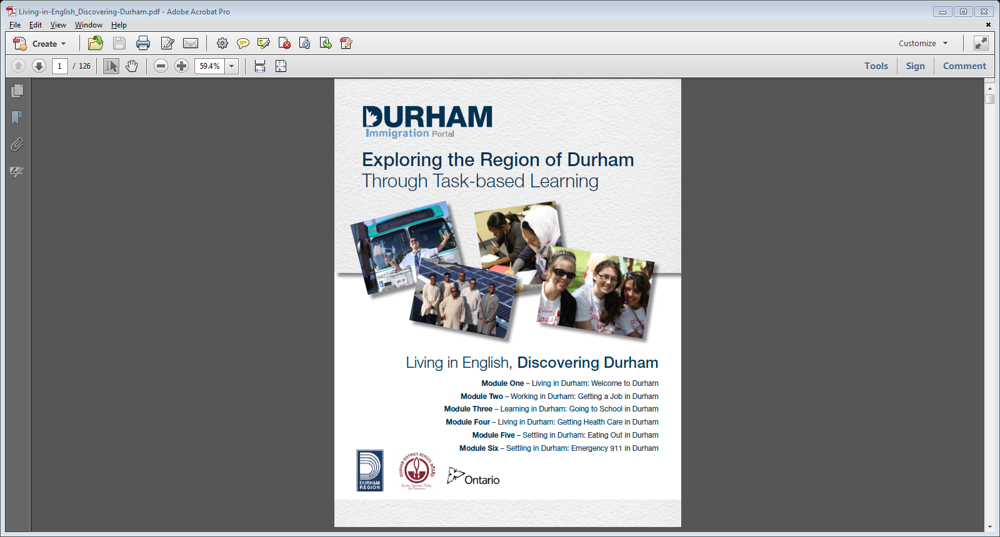 Living-in-English_Discovering-Durham.pdf - Adobe Acrobat Pro
File Edit View Window Help
Create
Customize
1 / 126
59.4%
Tools Sign Comment
DURHAM
Immigration Portal
Exploring the Region of Durham
Through Task-based Learning
Living in English, Discovering Durham
Module One – Living in Durham: Welcome to Durham
Module Two – Working in Durham: Getting a Job in Durham
Module Three – Learning in Durham: Going to School in Durham
Module Four – Living in Durham: Getting Health Care in Durham
Module Five – Settling in Durham: Eating Out in Durham
Module Six – Settling in Durham: Emergency 911 in Durham
DURHAM
REGION
DURHAM DISTRICT SCHOOL BOARD
Ontario